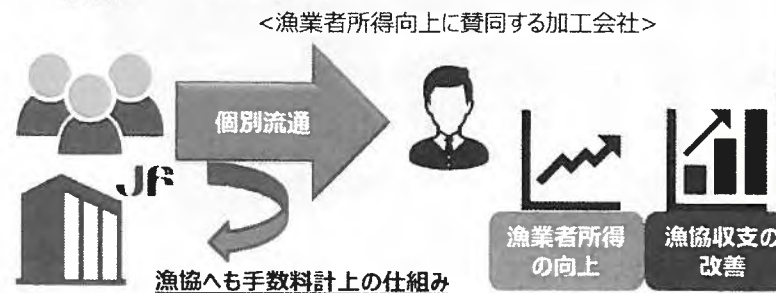 <漁業者所得向上に賛同する加工会社>
個別流通
JF
漁業者所得
の向上
漁協収支の
改善
漁協へも手数料計上の仕組み